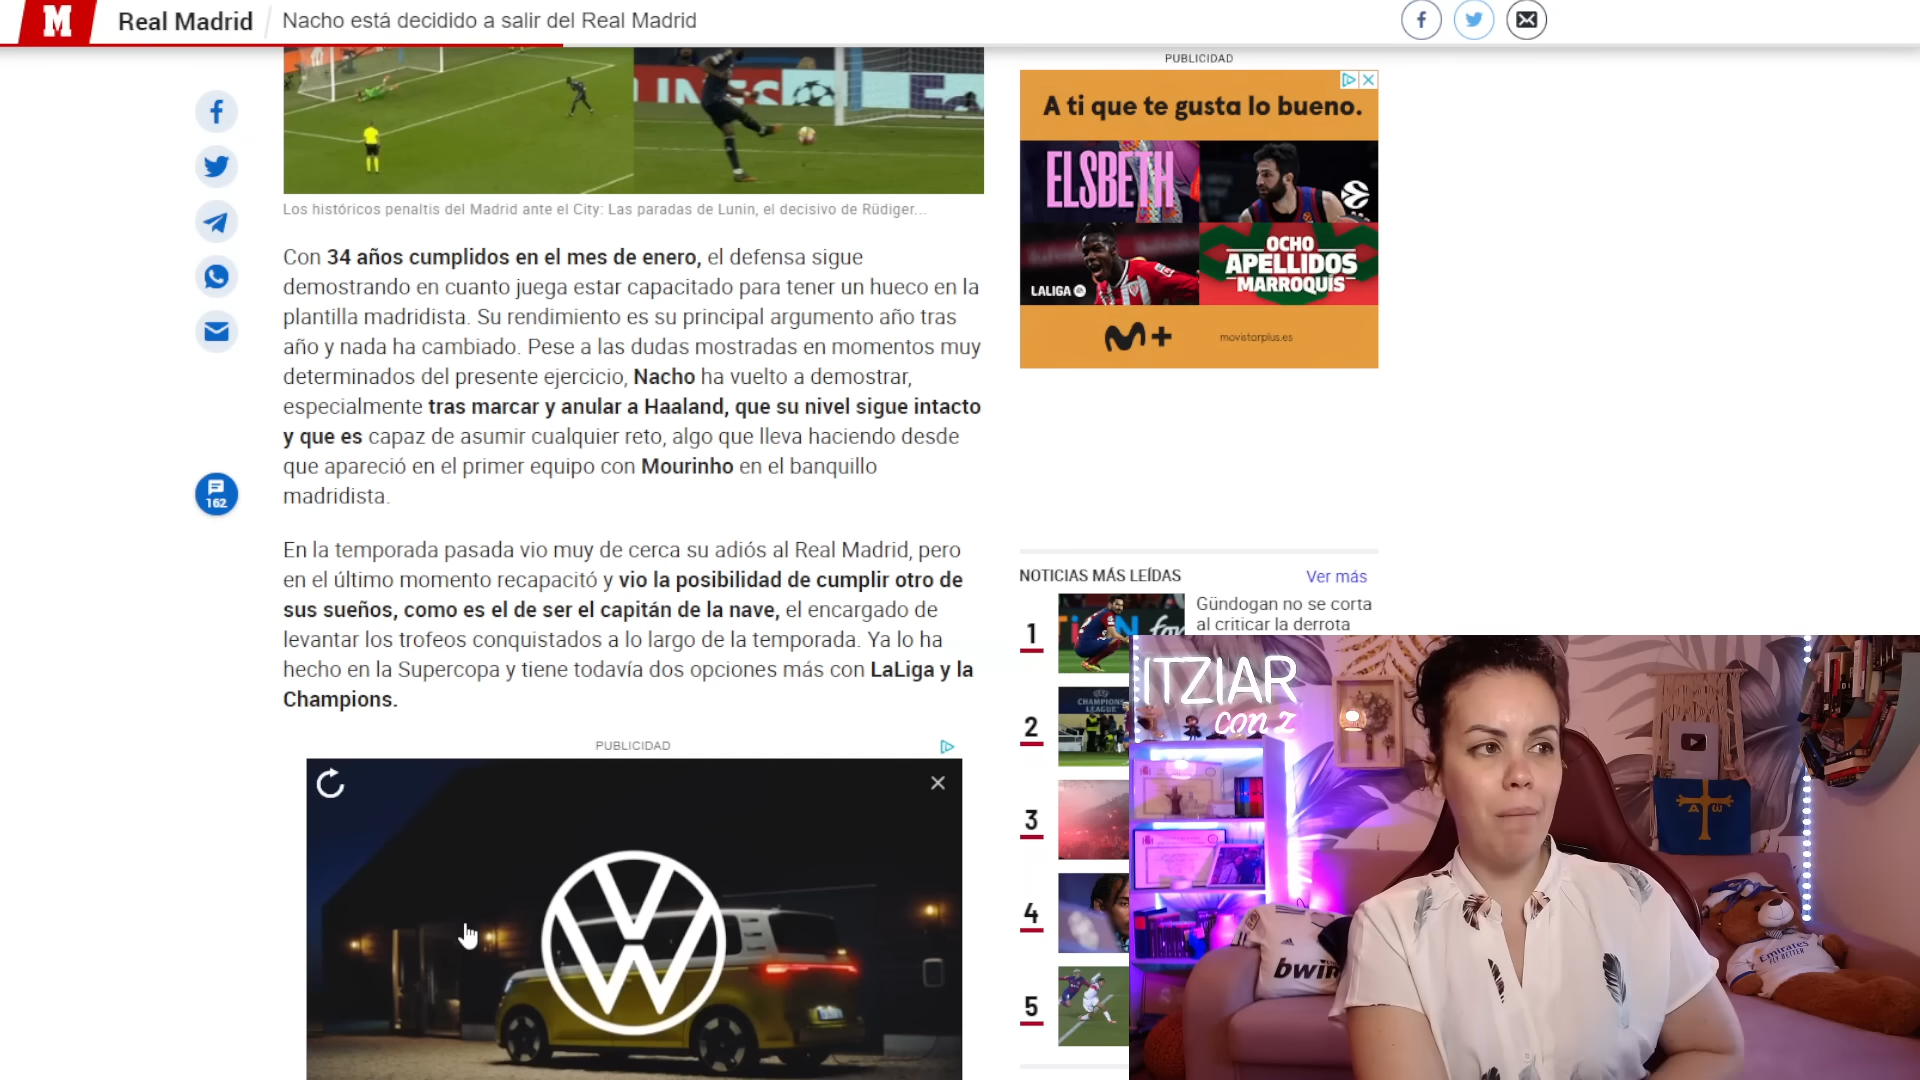 M
Real Madrid
Nacho está decidido a salir del Real Madrid
Los históricos penaltis del Madrid ante el City: Las paradas de Lunin, el decisivo de Rüdiger...
Con 34 años cumplidos en el mes de enero, el defensa sigue
demostrando en cuanto juega estar capacitado para tener un hueco en la
plantilla madridista. Su rendimiento es su principal argumento año tras
año y nada ha cambiado. Pese a las dudas mostradas en momentos muy
determinados del presente ejercicio, Nacho ha vuelto a demostrar,
especialmente tras marcar y anular a Haaland, que su nivel sigue intacto
y que es capaz de asumir cualquier reto, algo que lleva haciendo desde
que apareció en el primer equipo con Mourinho en el banquillo
madridista.
162
En la temporada pasada vio muy de cerca su adiós al Real Madrid, pero
en el último momento recapacitó y vio la posibilidad de cumplir otro de
sus sueños, como es el de ser el capitán de la nave, el encargado de
levantar los trofeos conquistados a lo largo de la temporada. Ya lo ha
hecho en la Supercopa y tiene todavía dos opciones más con LaLiga y la
Champions.
PUBLICIDAD
PUBLICIDAD
A ti que te gusta lo bueno.
ELSBETH
LALIGA
OCHO
APELLIDOS
MARROQUÍS
M+
movistarplus.es
NOTICIAS MÁS LEÍDAS
Ver más
1
Gündogan no se corta
al criticar la derrota
2
CHAMPIONS
LEAGUE
3
4
5
ITZIAR
con z
bwin
Emirates
FLY BETTER